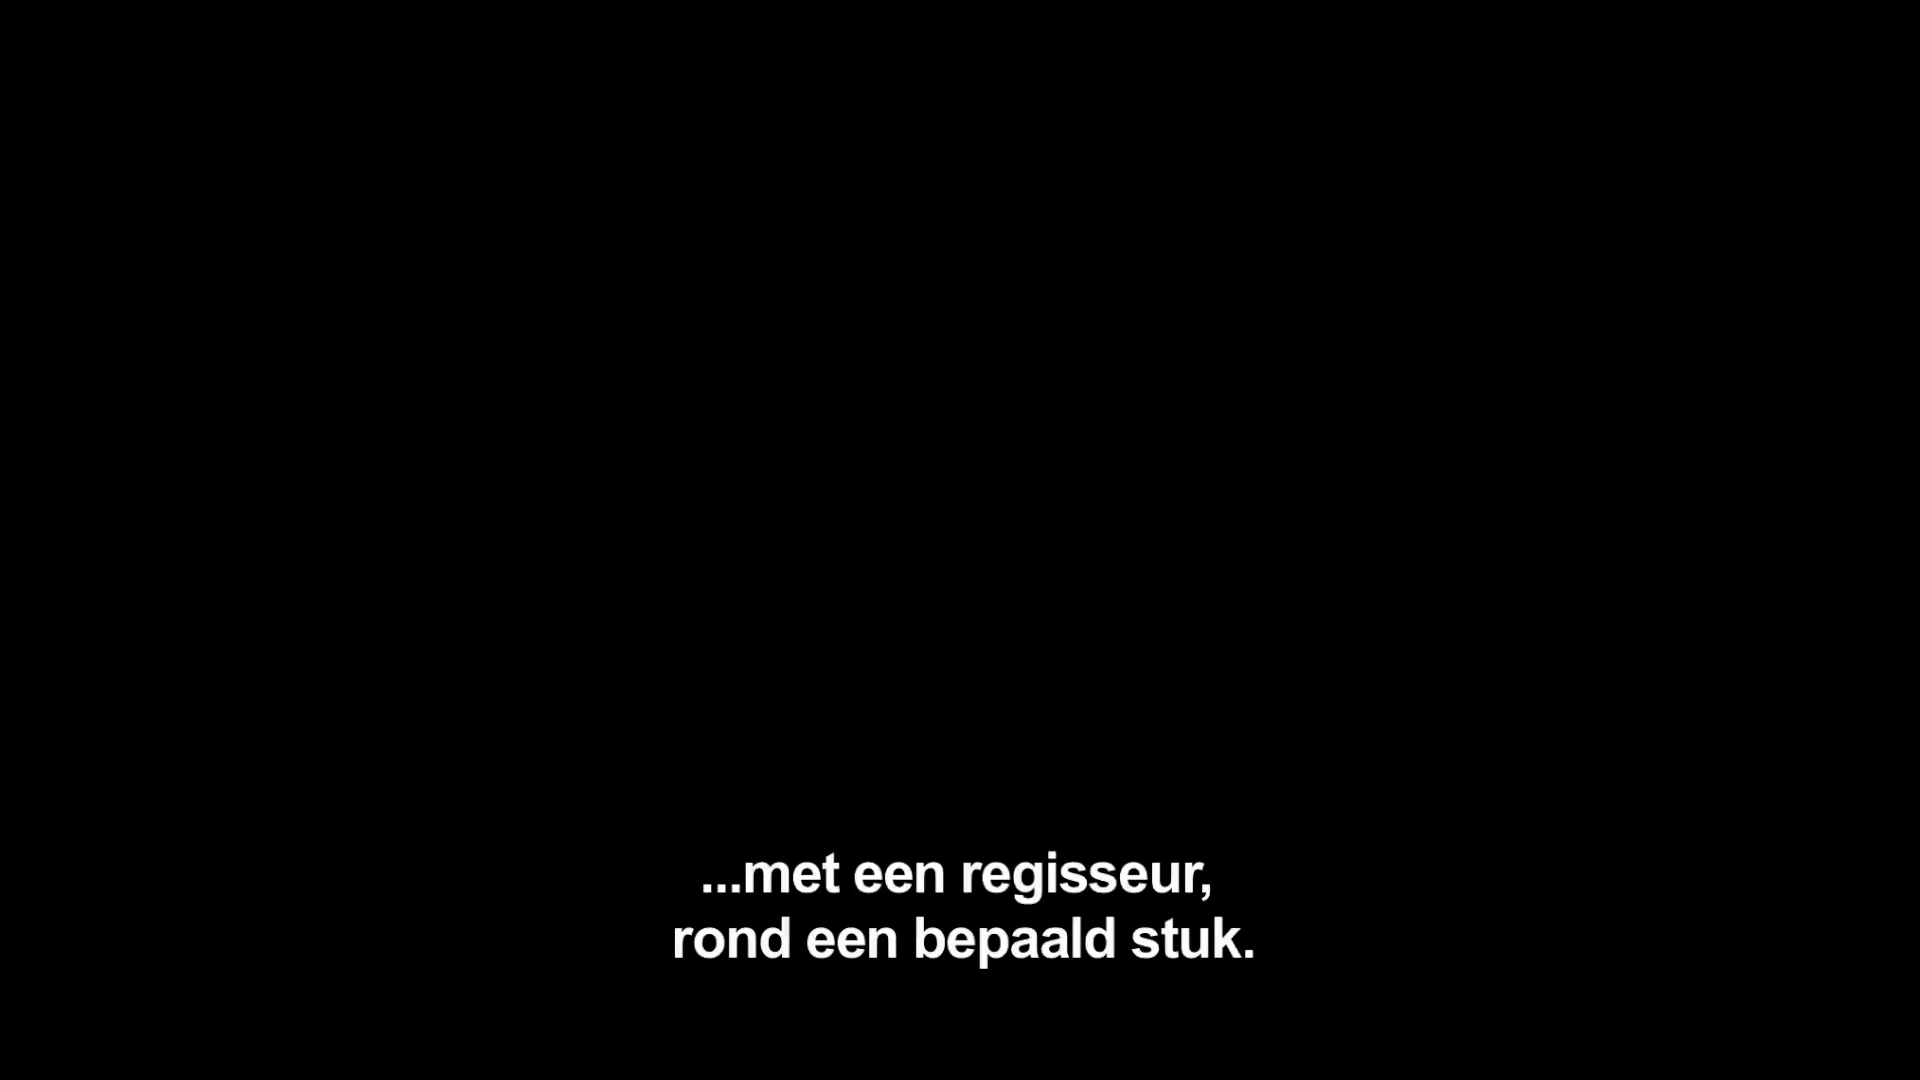 ...met een regisseur,
rond een bepaald stuk.